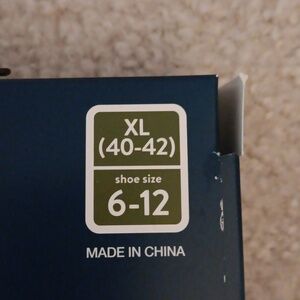 XL
(40-42)
shoe size
6-12
MADE IN CHINA